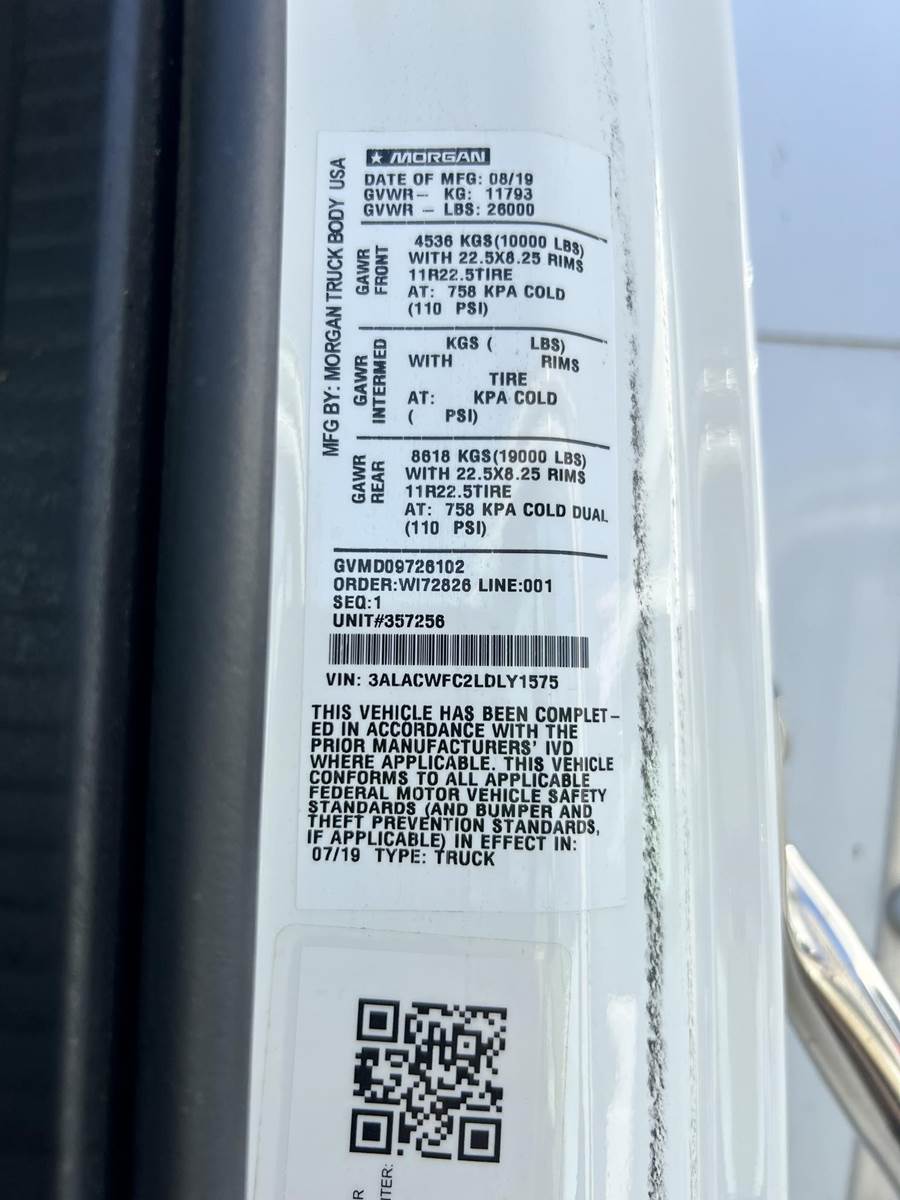 MORGAN
MFG BY: MORGAN TRUCK BODY USA
DATE OF MFG: 08/19
GVWR- KG: 11793
GVWR - LBS: 26000
GAWR FRONT
4536 KGS(10000 LBS)
WITH 22.5X8.25 RIMS
11R22.5TIRE
AT: 758 KPA COLD
(110 PSI)
GAWR INTERMED
KGS ( LBS)
WITH RIMS
TIRE
AT: KPA COLD
( PSI)
GAWR REAR
8618 KGS(19000 LBS)
WITH 22.5X8.25 RIMS
11R22.5TIRE
AT: 758 KPA COLD DUAL
(110 PSI)
GVMD09726102
ORDER:WI72826 LINE:001
SEQ:1
UNIT#357256
VIN: 3ALACWFC2LDLY1575
THIS VEHICLE HAS BEEN COMPLET-
ED IN ACCORDANCE WITH THE
PRIOR MANUFACTURERS' IVD
WHERE APPLICABLE. THIS VEHICLE
CONFORMS TO ALL APPLICABLE
FEDERAL MOTOR VEHICLE SAFETY
STANDARDS (AND BUMPER AND
THEFT PREVENTION STANDARDS,
IF APPLICABLE) IN EFFECT IN:
07/19 TYPE: TRUCK